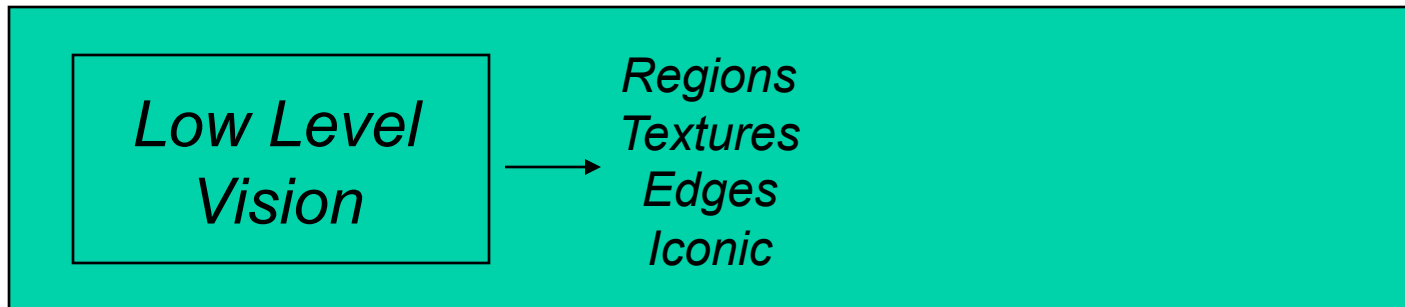 Low Level
Vision
Regions
Textures
Edges
Iconic